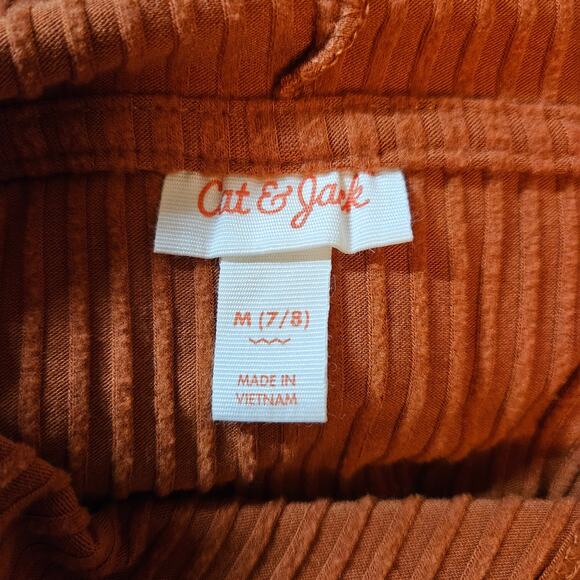 Cat & Jack
M (7/8)
MADE IN
VIETNAM